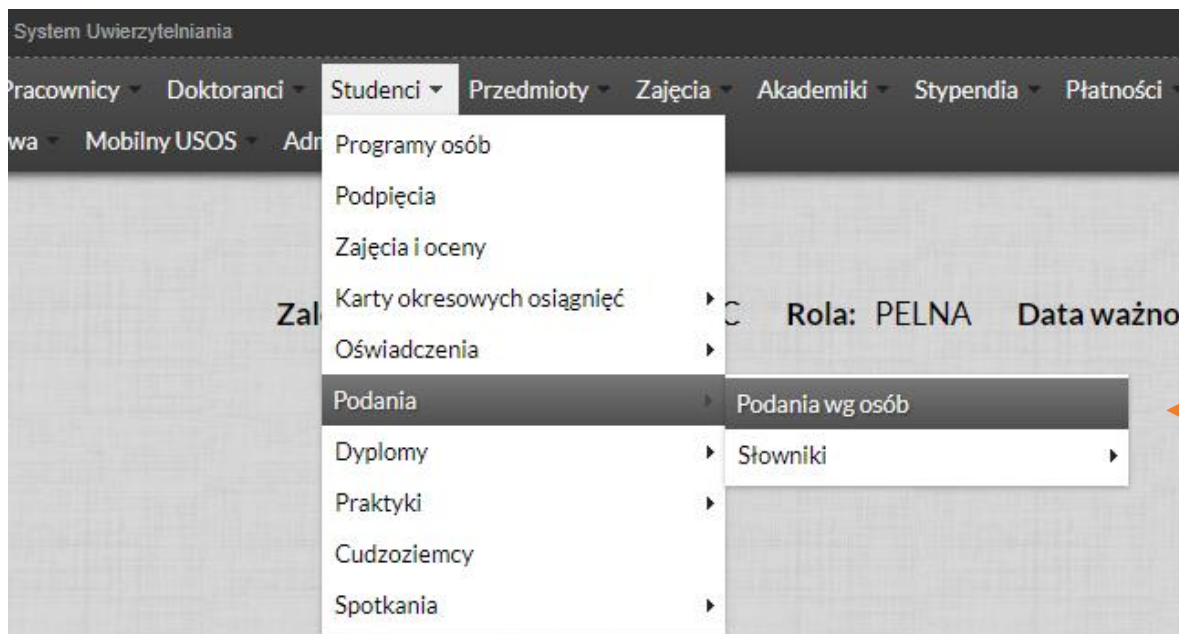 System Uwierzytelniania
Pracownicy Doktoranci Studenci Przedmioty Zajęcia Akademiki Stypendia Płatności
Mobilny USOS
Programy osób
Podpięcia
Zajęcia i oceny
Karty okresowych osiągnięć
Rola: PELNA Data
Oświadczenia
Podania
Podania wg osób
Dyplomy
Słowniki
Praktyki
Cudzoziemcy
Spotkania